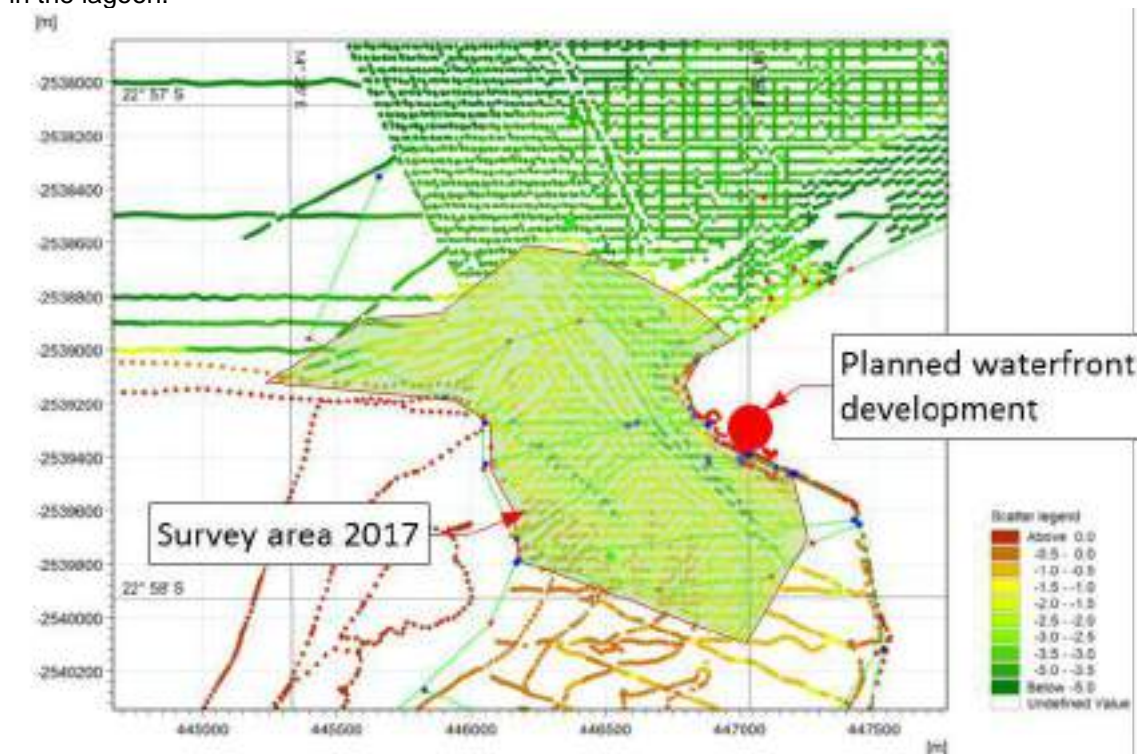 in the lagoon.
[m]
-2538000
22° 57' S
-2538200
-2538400
-2538600
-2538800
-2539000
-2539200
-2539400
-2539600
-2539800
22° 58' S
-2540000
-2540200
Planned waterfront
development
Survey area 2017
Scatter legend
Above 0.0
-0.5 - 0.0
-1.0 - -0.5
-1.5 - -1.0
-2.0 - -1.5
-2.5 - -2.0
-3.0 - -2.5
-3.5 - -3.0
-5.0 - -3.5
Below -5.0
Undefined Value
445000
445500
446000
446500
447000
447500
[m]